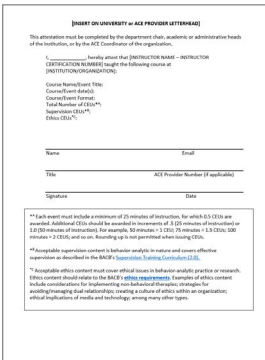 [INSERT ON UNIVERSITY or ACE PROVIDER LETTERHEAD]
This attestation must be completed by the department chair, academic or administrative heads
of the institution, or by the ACE Coordinator of the organization.
I, ____________, hereby attest that [INSTRUCTOR NAME – INSTRUCTOR
CERTIFICATION NUMBER] taught the following course at
[INSTITUTION/ORGANIZATION]:
Course Name/Event Title:
Course/Event date(s):
Course/Event Format:
Total Number of CEUs**:
Supervision CEUs**:
Ethics CEUs*†:
Name Email
Title ACE Provider Number (if applicable)
Signature Date
** Each event must include a minimum of 25 minutes of instruction, for which 0.5 CEUs are
awarded. Additional CEUs should be awarded in increments of .5 (25 minutes of instruction) or
1.0 (50 minutes of instruction). For example, 50 minutes = 1 CEU; 75 minutes = 1.5 CEUs; 100
minutes = 2 CEUS; and so on. Rounding up is not permitted when issuing CEUs.
Acceptable supervision content is behavior-analytic in nature and covers effective
supervision as described in the BACB's Supervision Training Curriculum (2.0).
*† Acceptable ethics content must cover ethical issues in behavior-analytic practice or research.
Ethics content should relate to the BACB's ethics requirements. Examples of ethics content
include considerations for implementing non-behavioral therapies; strategies for
avoiding/managing dual relationships; creating a culture of ethics within an organization;
ethical implications of media and technology; among many other types.